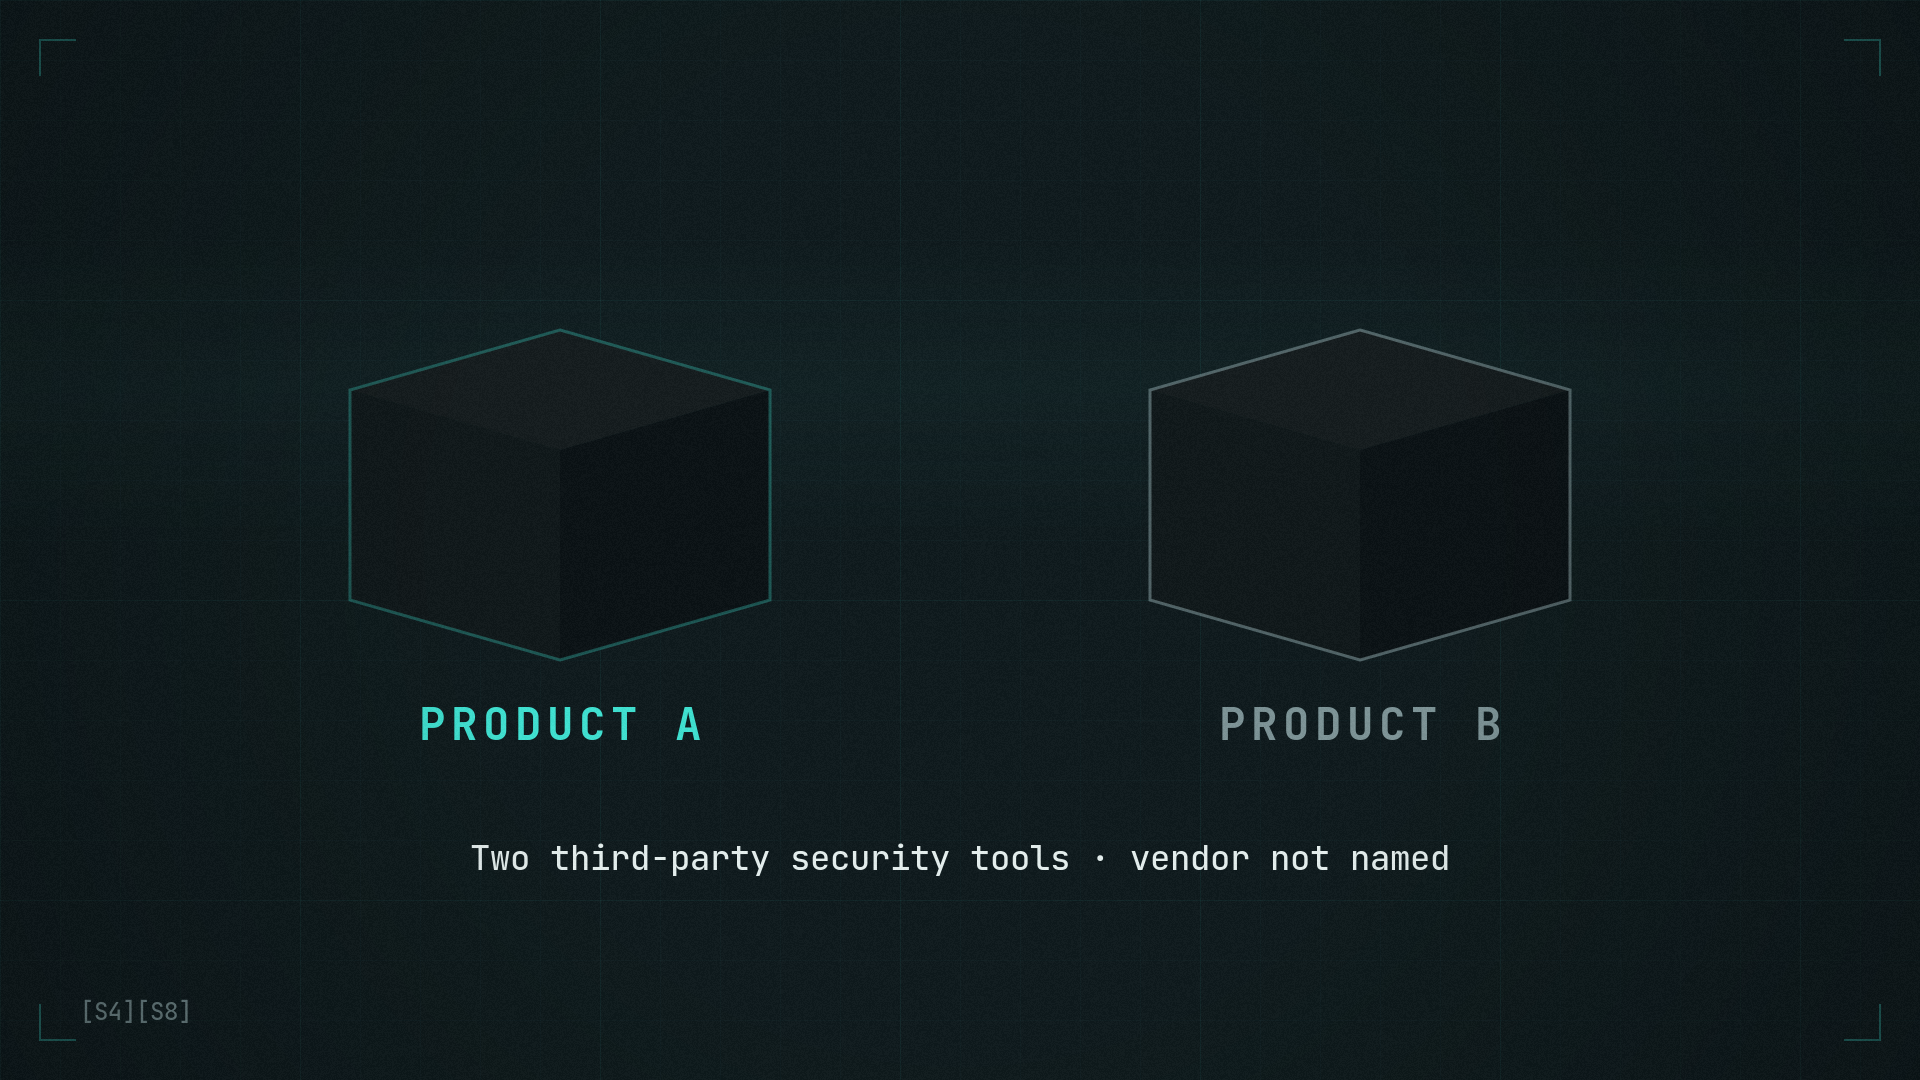 PRODUCT A
PRODUCT B
Two third-party security tools · vendor not named
[S4][S8]